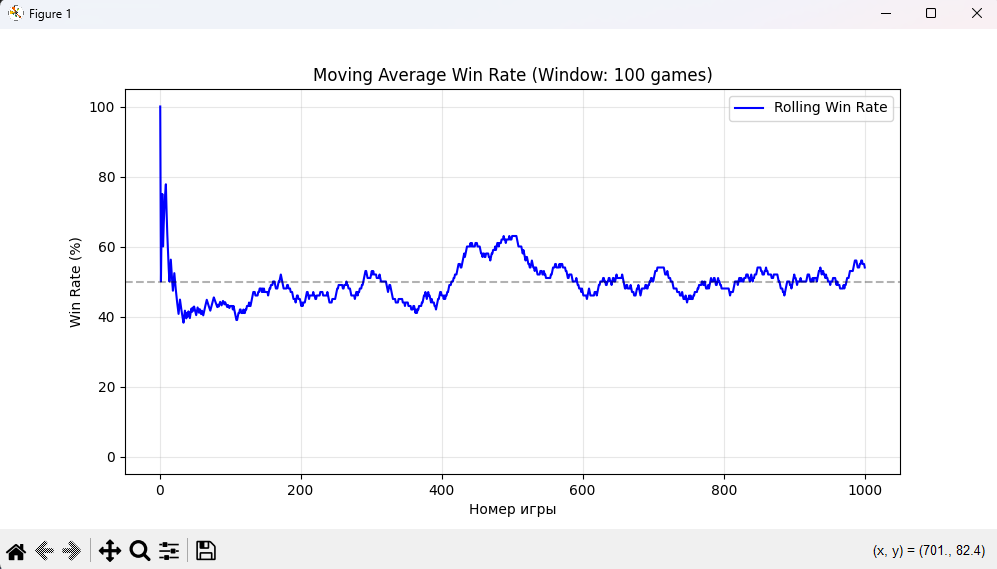 Figure 1
Moving Average Win Rate (Window: 100 games)
Rolling Win Rate
Win Rate (%)
100
80
60
40
20
0
0 200 400 600 800 1000
Номер игры
(x, y) = (701., 82.4)